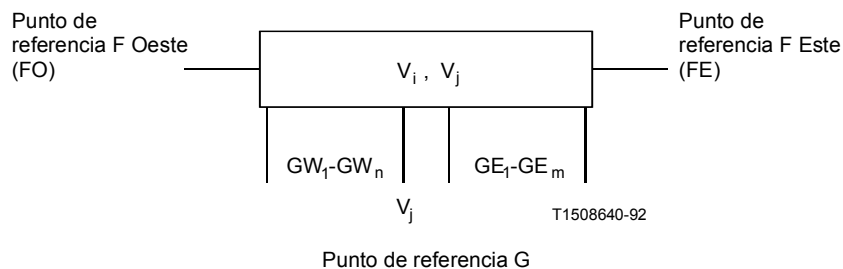 Punto de
referencia F Oeste
(FO)
Punto de
referencia F Este
(FE)
Vi , Vj
GW1-GWn
GE1-GEm
Vj
T1508640-92
Punto de referencia G